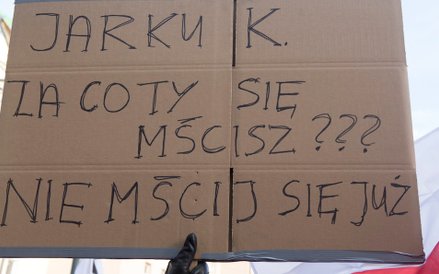 JARKU K.
ZA CO TY SIĘ
MŚCISZ ???
NIE MŚCIJ SIĘ JUŻ